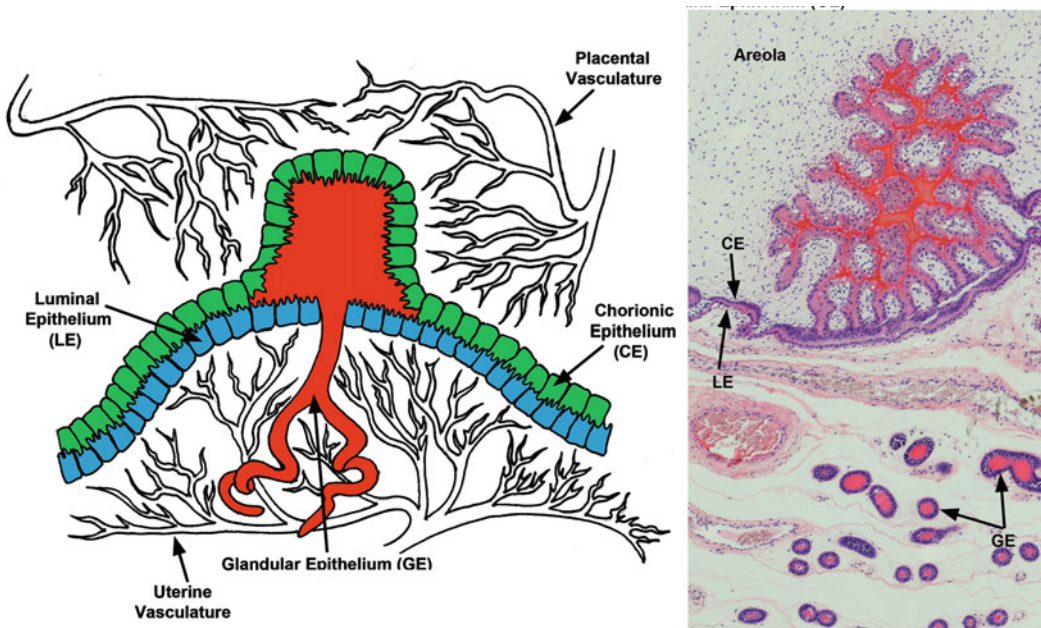 Placental
Vasculature
Luminal
Epithelium
(LE)
Chorionic
Epithelium
(CE)
Glandular Epithelium (GE)
Uterine
Vasculature
Areola
CE
LE
GE